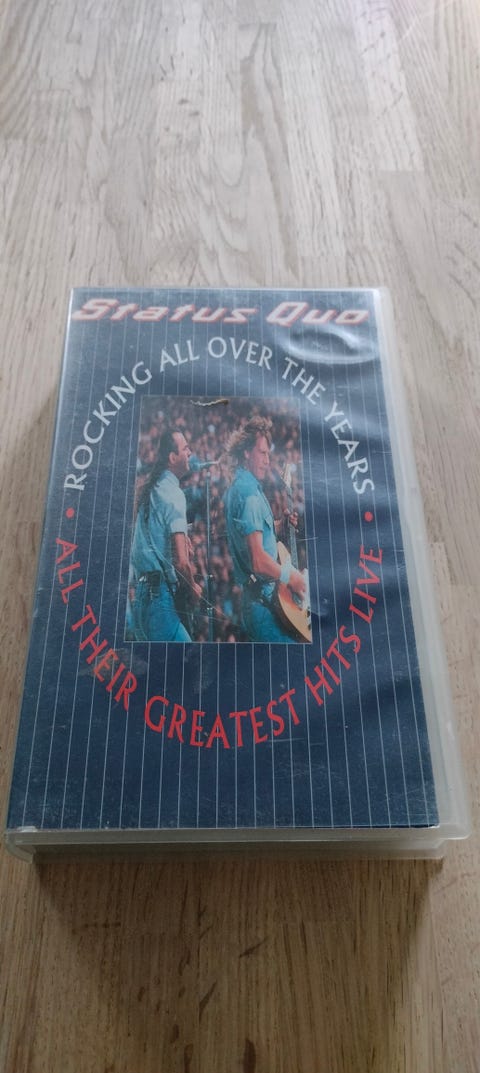 Status Quo
ROCKING ALL OVER THE YEARS
• ALL THEIR GREATEST HITS LIVE •